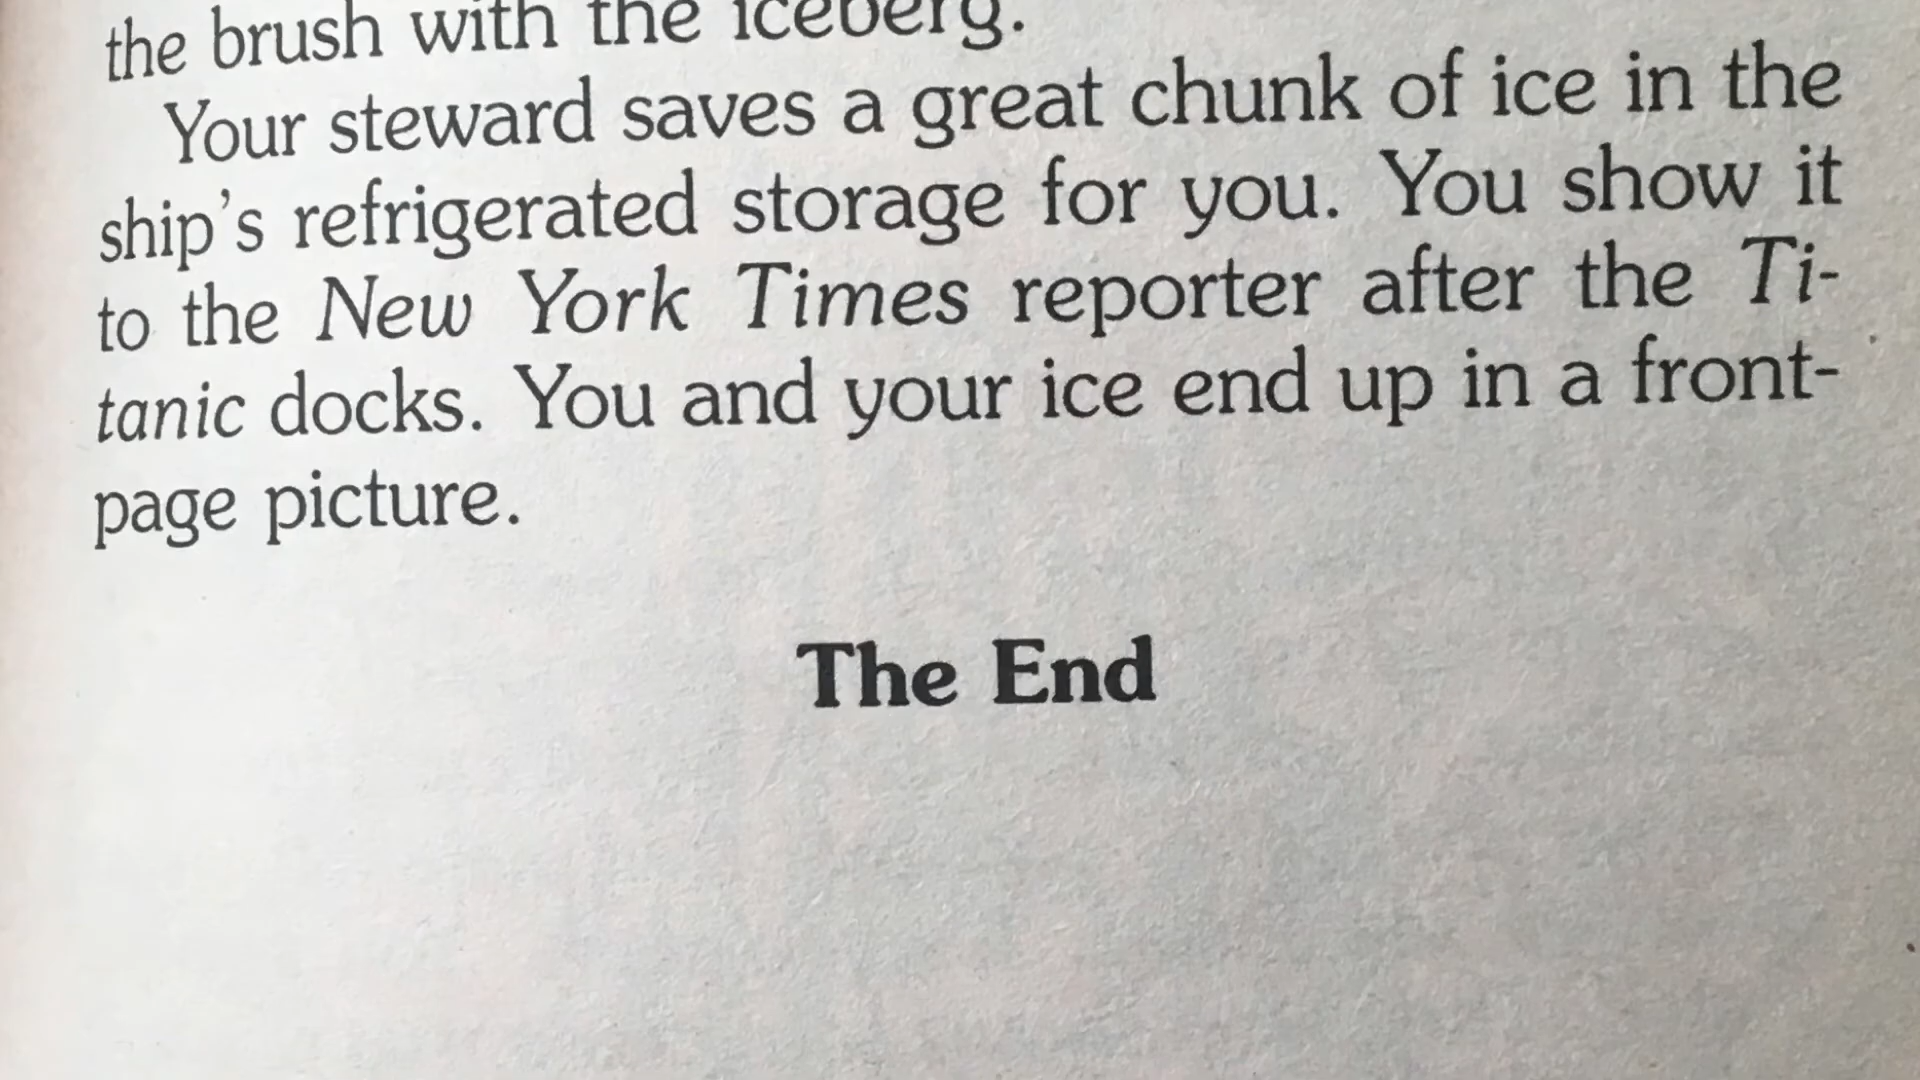 the brush with the iceberg.
Your steward saves a great chunk of ice in the
ship's refrigerated storage for you. You show it
to the New York Times reporter after the Ti-
tanic docks. You and your ice end up in a front-
page picture.
The End